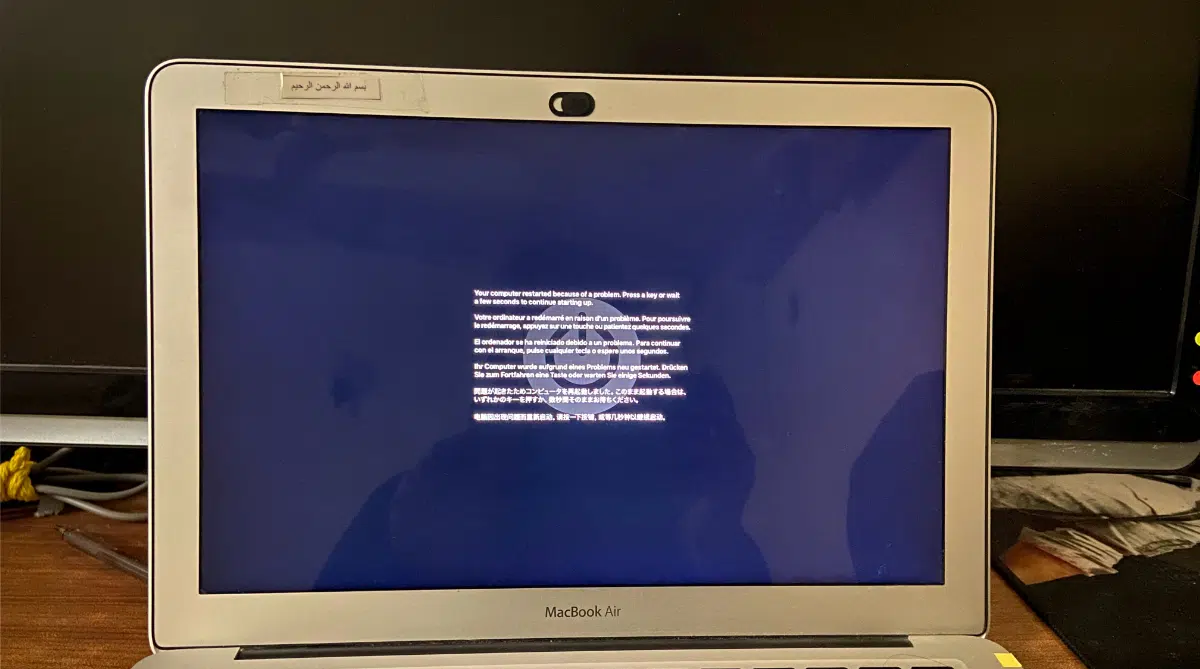 بسم الله الرحمن الرحيم
Your computer restarted because of a problem. Press a key or wait
a few seconds to continue starting up.
Votre ordinateur a redémarré en raison d'un problème. Pour poursuivre
le redémarrage, appuyez sur une touche ou patientez quelques secondes.
El ordenador se ha reiniciado debido a un problema. Para continuar
con el arranque, pulse cualquier tecla o espere unos segundos.
Ihr Computer wurde aufgrund eines Problems neu gestartet. Drücken
Sie zum Fortfahren eine Taste oder warten Sie einige Sekunden.
問題が起きたためコンピュータを再起動しました。このまま起動する場合は、
いずれかのキーを押すか、数秒間そのままお待ちください。
电脑因出现问题而重新启动。请按一下按键，或等几秒钟以继续启动。
MacBook Air